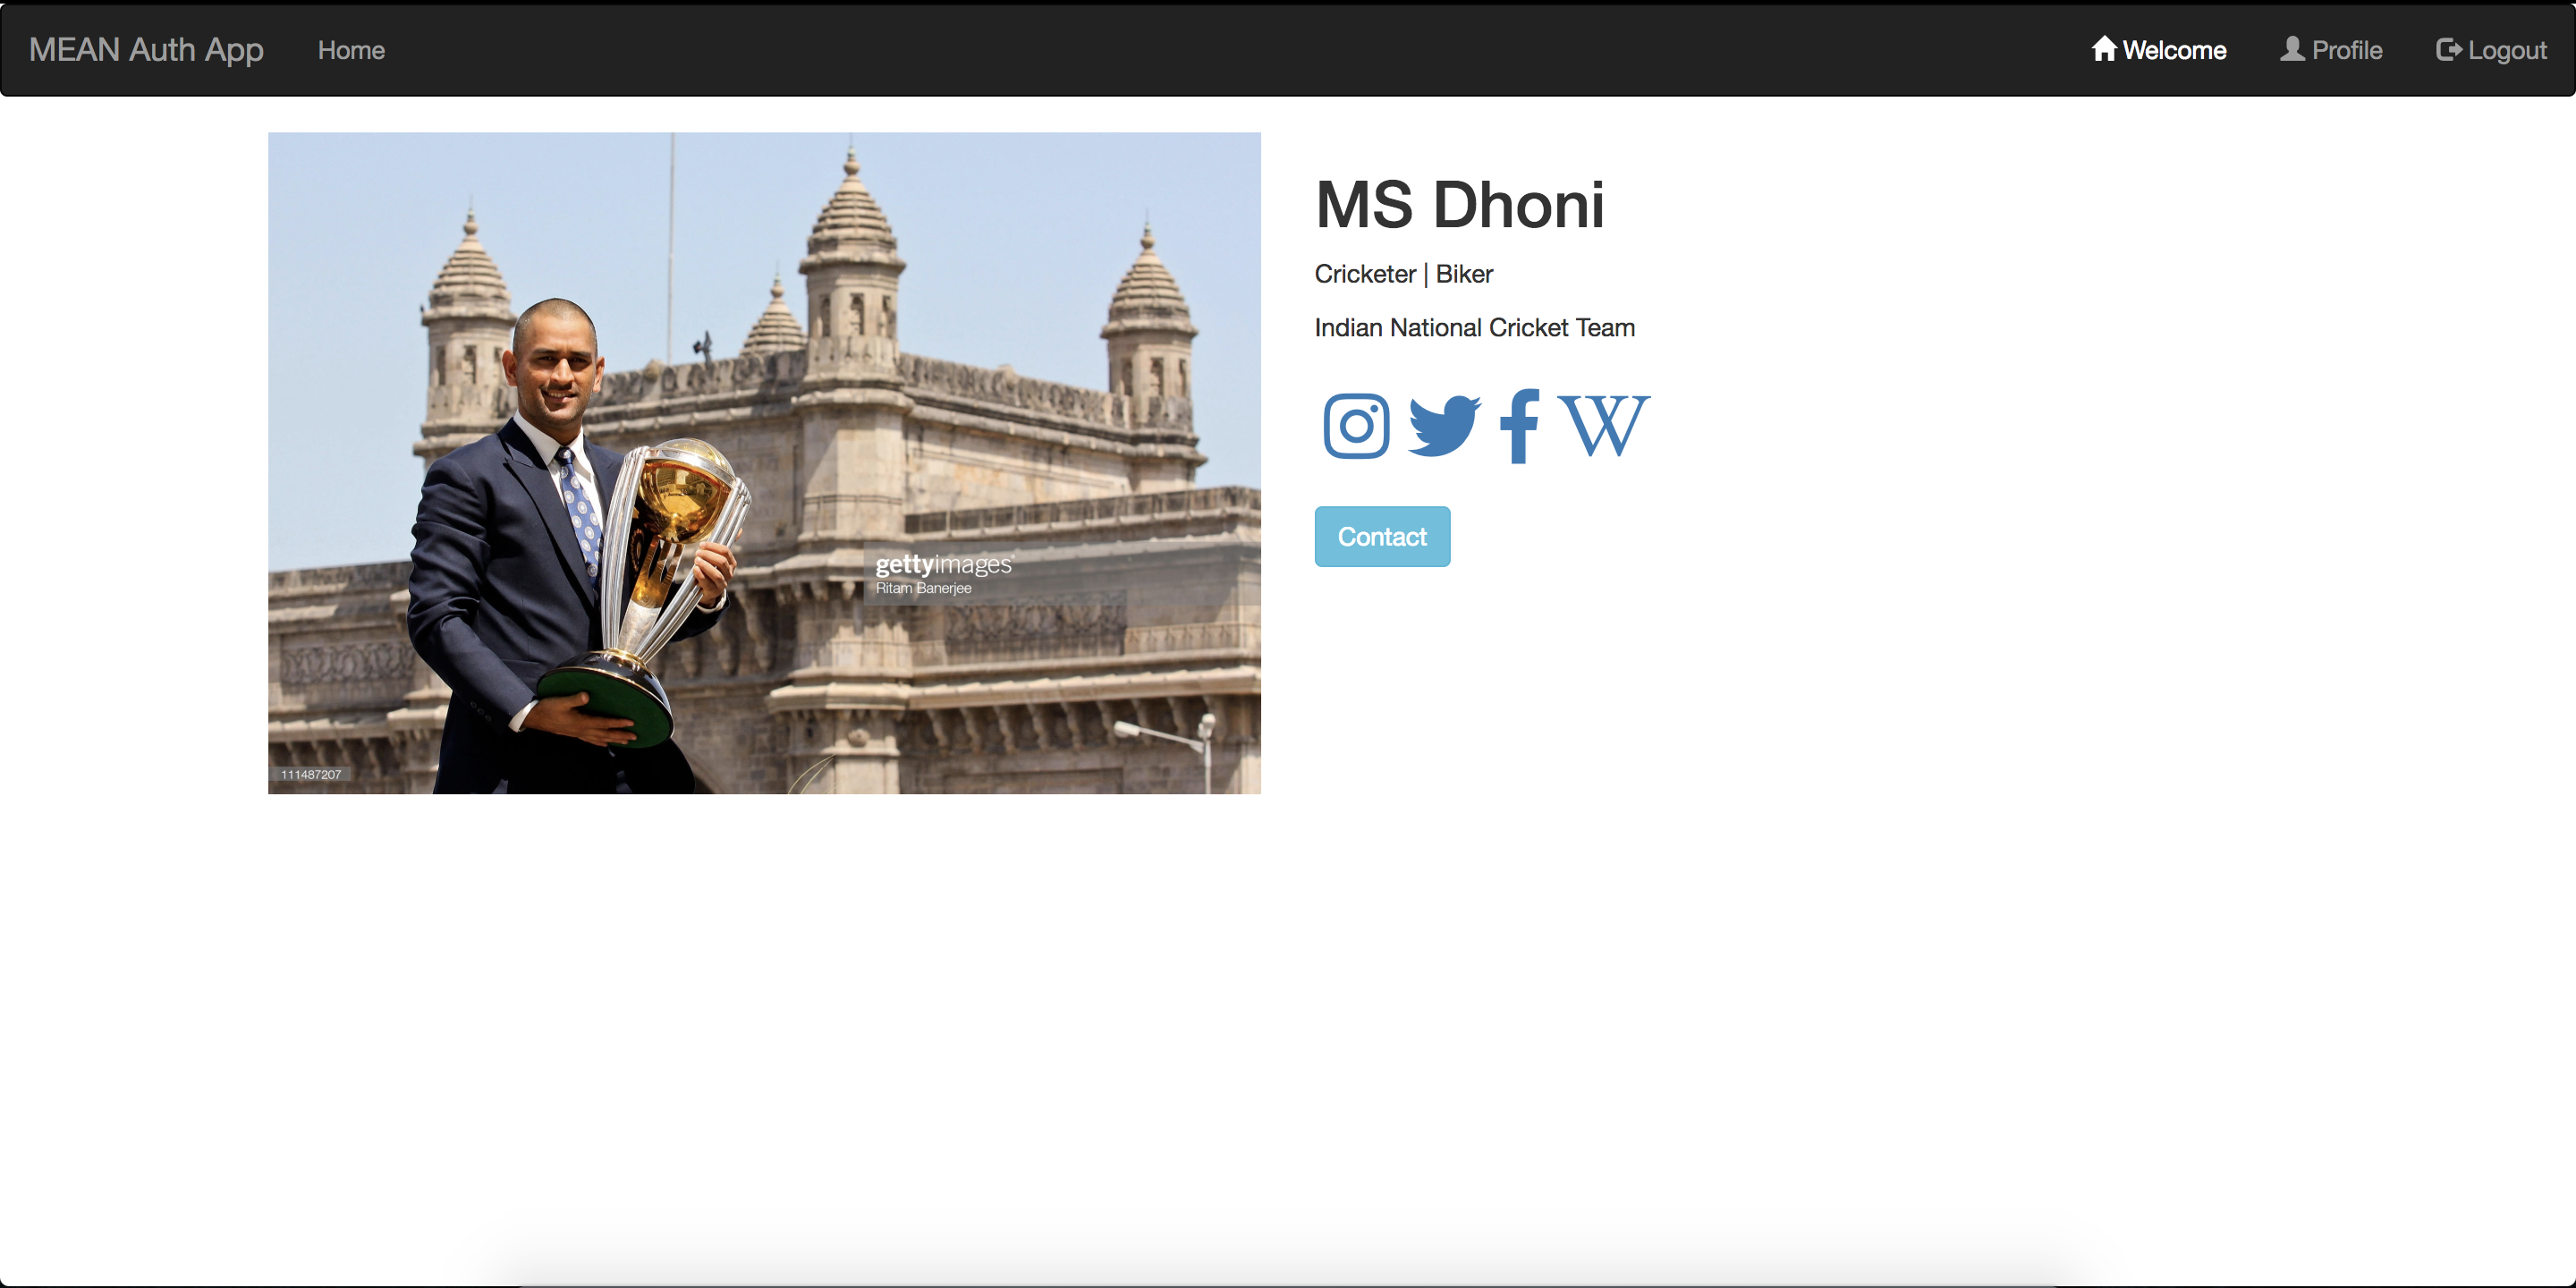 MEAN Auth App Home Welcome Profile Logout
MS Dhoni
Cricketer | Biker
Indian National Cricket Team
Contact
gettyimages
Ritam Banerjee
111487207